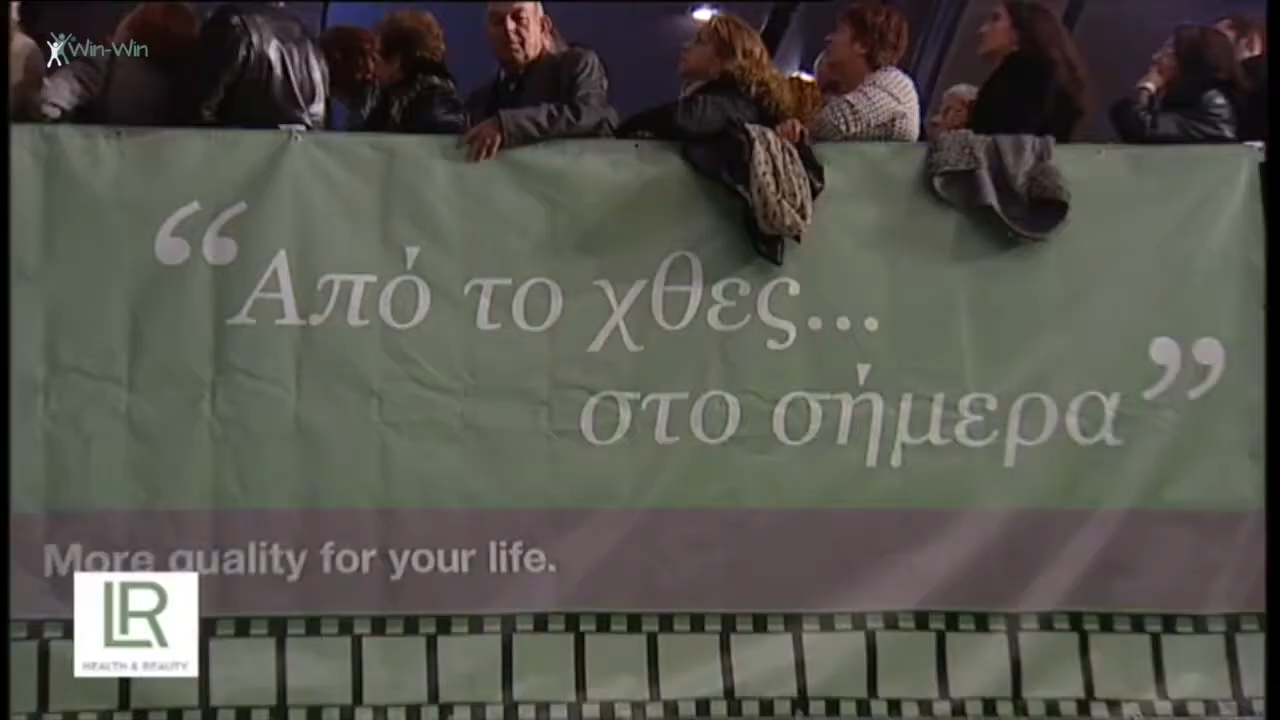 Win-Win
“Από το χθες...
στο σήμερα”
More quality for your life.
LR
HEALTH & BEAUTY